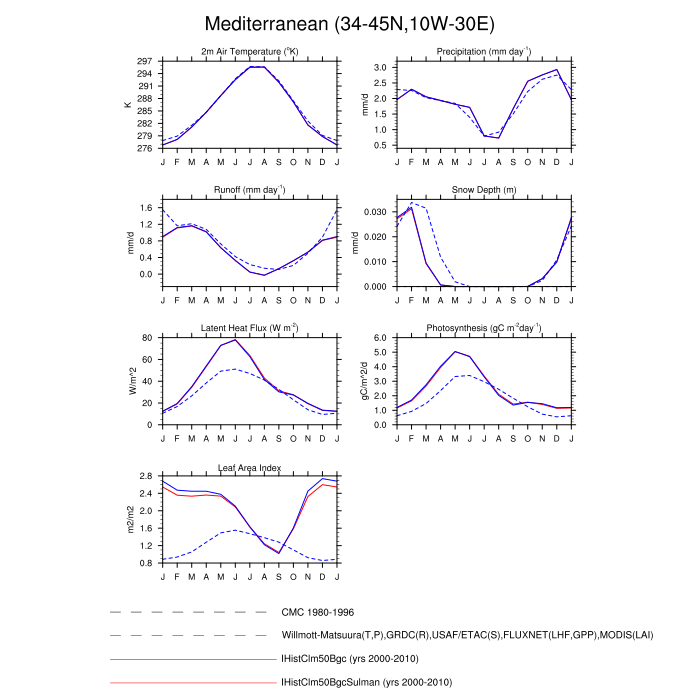 Mediterranean (34-45N,10W-30E)
2m Air Temperature (°K)
297
294
291
288
285
282
279
276
K
J F M A M J J A S O N D J
Precipitation (mm day⁻¹)
3.0
2.5
2.0
1.5
1.0
0.5
mm/d
J F M A M J J A S O N D J
Runoff (mm day⁻¹)
1.6
1.2
0.8
0.4
0.0
mm/d
J F M A M J J A S O N D J
Snow Depth (m)
0.030
0.020
0.010
0.000
mm/d
J F M A M J J A S O N D J
Latent Heat Flux (W m⁻²)
80
60
40
20
0
W/m^2
J F M A M J J A S O N D J
Photosynthesis (gC m⁻²day⁻¹)
6.0
5.0
4.0
3.0
2.0
1.0
0.0
gC/m^2/d
J F M A M J J A S O N D J
Leaf Area Index
2.8
2.4
2.0
1.6
1.2
0.8
m2/m2
J F M A M J J A S O N D J
CMC 1980-1996
Willmott-Matsuura(T,P),GRDC(R),USAF/ETAC(S),FLUXNET(LHF,GPP),MODIS(LAI)
IHistClm50Bgc (yrs 2000-2010)
IHistClm50BgcSulman (yrs 2000-2010)